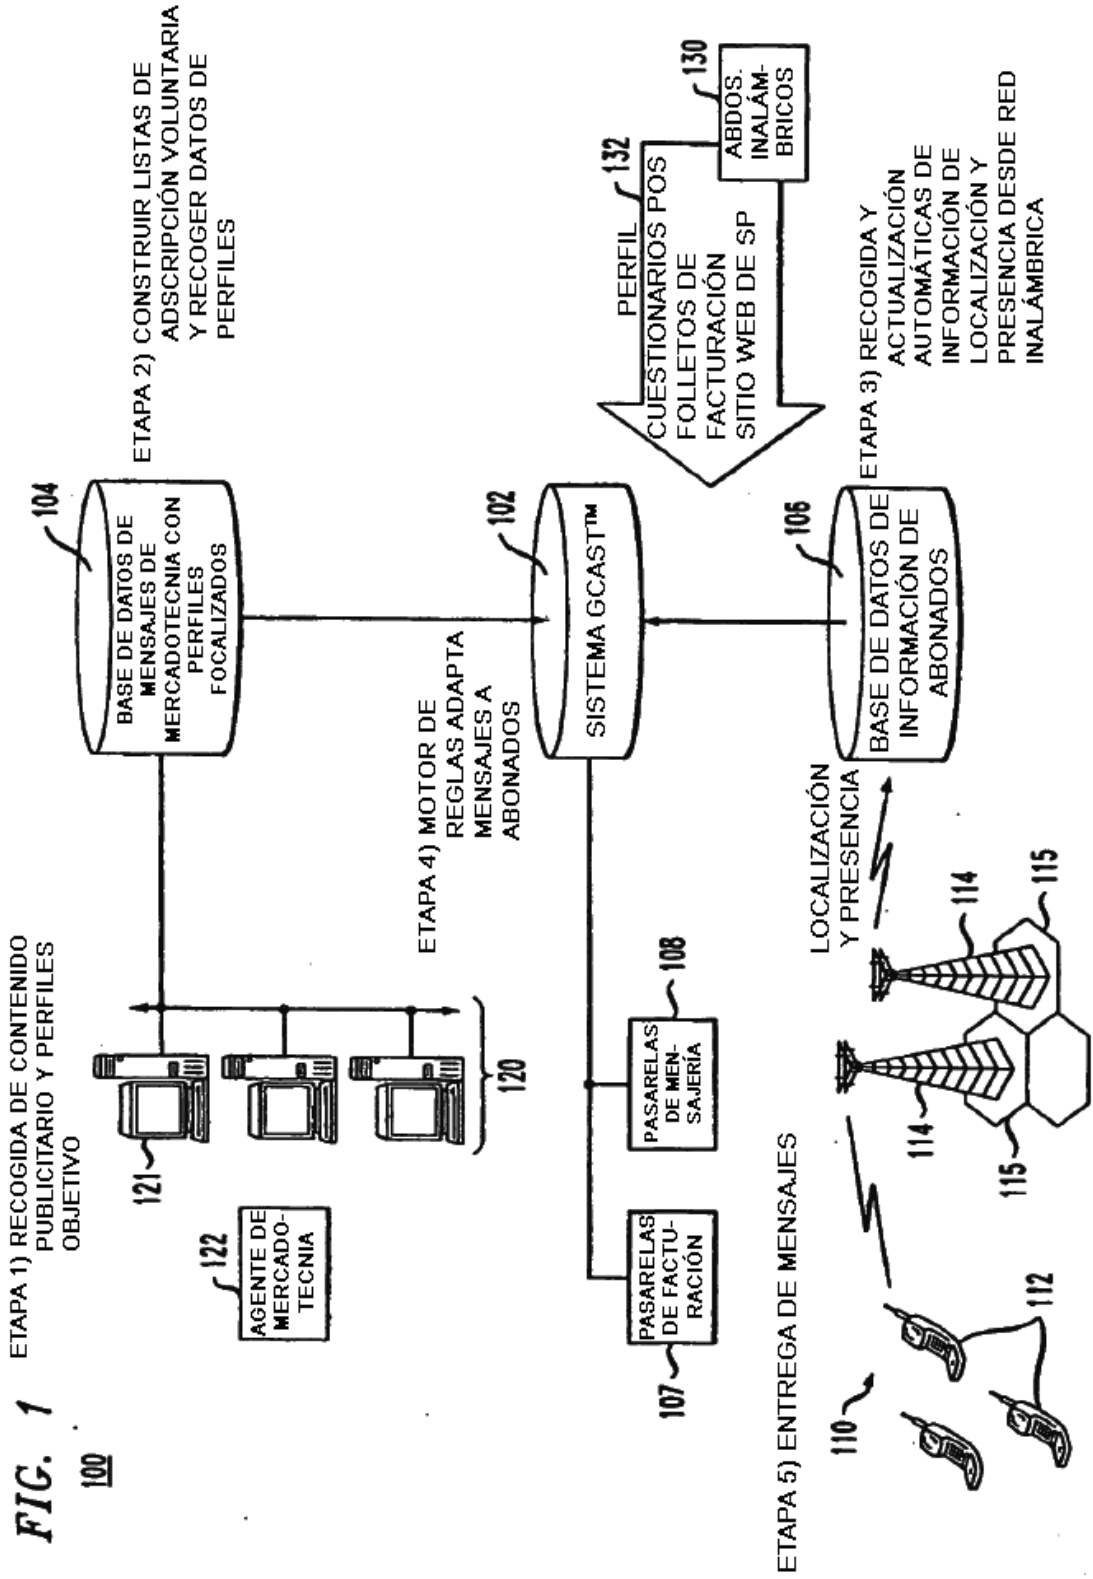 FIG. 1
100
ETAPA 1) RECOGIDA DE CONTENIDO
PUBLICITARIO Y PERFILES
OBJETIVO
121
120
122
AGENTE DE
MERCADO-
TECNIA
104
BASE DE DATOS DE
MENSAJES DE
MERCADOTECNIA CON
PERFILES
FOCALIZADOS
ETAPA 2) CONSTRUIR LISTAS DE
ADSCRIPCIÓN VOLUNTARIA
Y RECOGER DATOS DE
PERFILES
ETAPA 4) MOTOR DE
REGLAS ADAPTA
MENSAJES A
ABONADOS
102
SISTEMA GCAST™
PERFIL
132
CUESTIONARIOS POS
FOLLETOS DE
FACTURACIÓN
SITIO WEB DE SP
130
ABDOS.
INALÁM-
BRICOS
107
PASARELAS
DE FACTU-
RACIÓN
108
PASARELAS
DE MEN-
SAJERÍA
106
BASE DE DATOS DE
INFORMACIÓN DE
ABONADOS
ETAPA 3) RECOGIDA Y
ACTUALIZACIÓN
AUTOMÁTICAS DE
INFORMACIÓN DE
LOCALIZACIÓN Y
PRESENCIA DESDE RED
INALÁMBRICA
LOCALIZACIÓN
Y PRESENCIA
ETAPA 5) ENTREGA DE MENSAJES
110
112
114
115
114
115